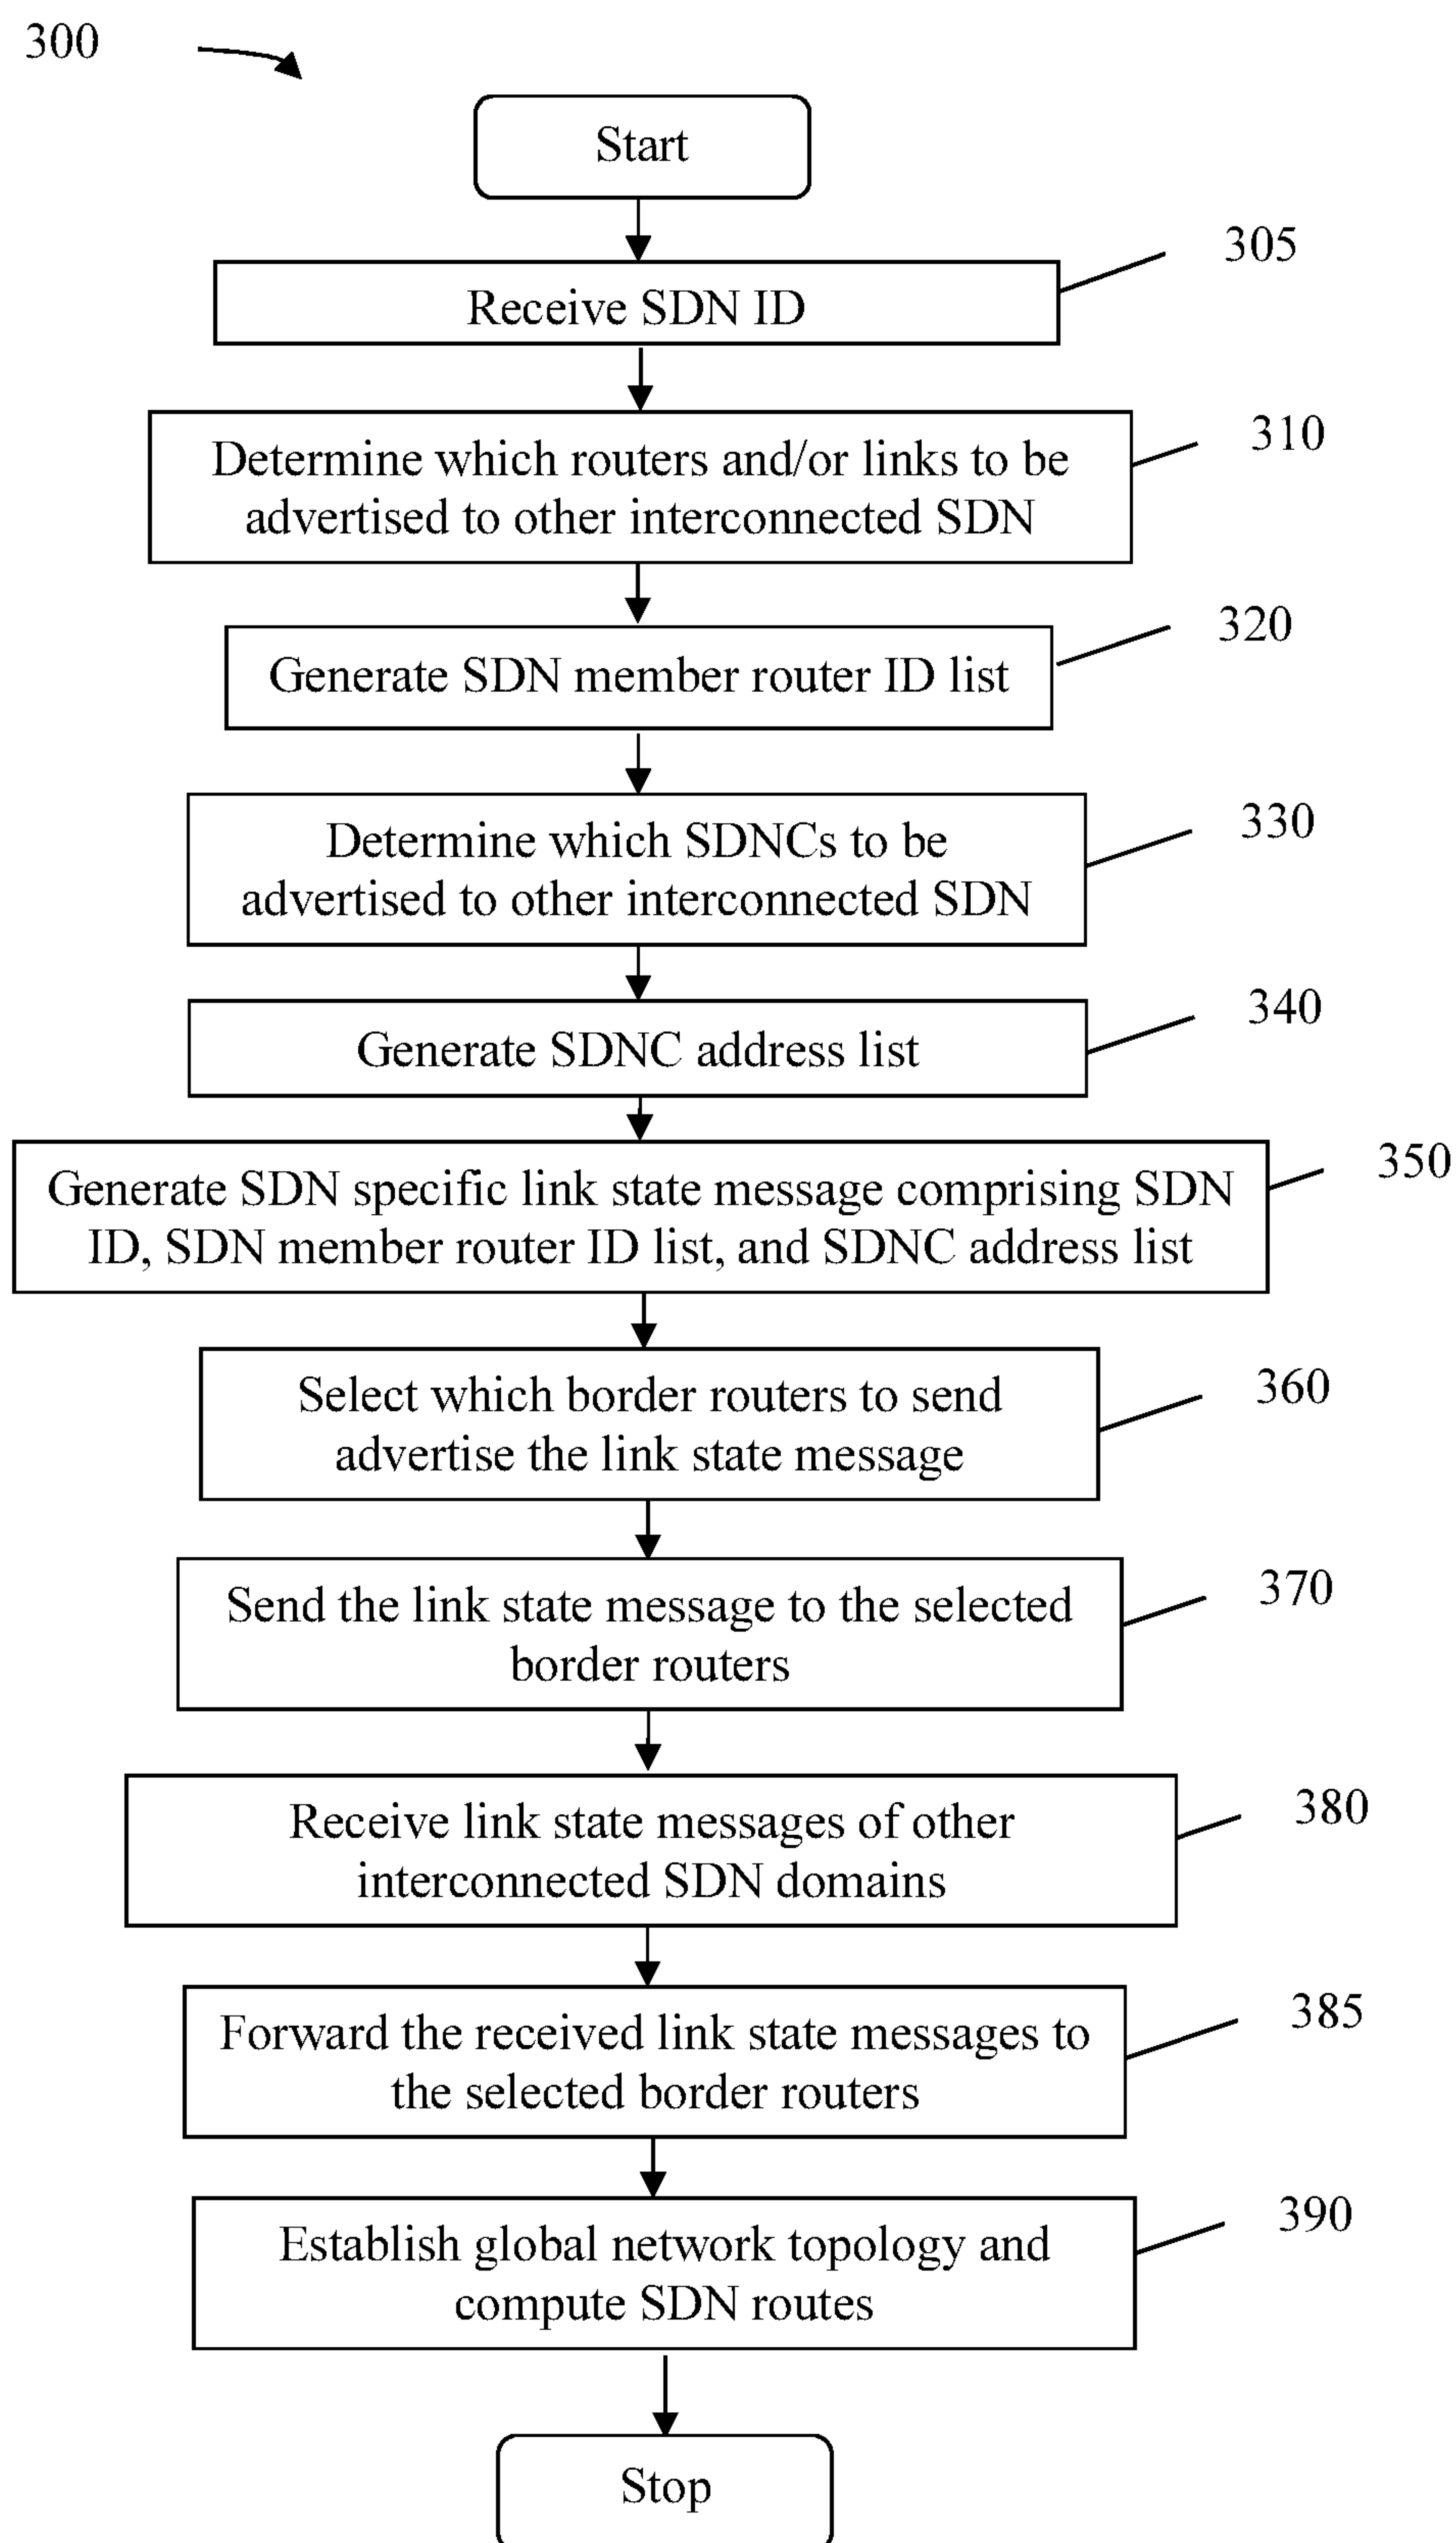 300
Start
305
Receive SDN ID
310
Determine which routers and/or links to be
advertised to other interconnected SDN
320
Generate SDN member router ID list
330
Determine which SDNCs to be
advertised to other interconnected SDN
340
Generate SDNC address list
350
Generate SDN specific link state message comprising SDN
ID, SDN member router ID list, and SDNC address list
360
Select which border routers to send
advertise the link state message
370
Send the link state message to the selected
border routers
380
Receive link state messages of other
interconnected SDN domains
385
Forward the received link state messages to
the selected border routers
390
Establish global network topology and
compute SDN routes
Stop